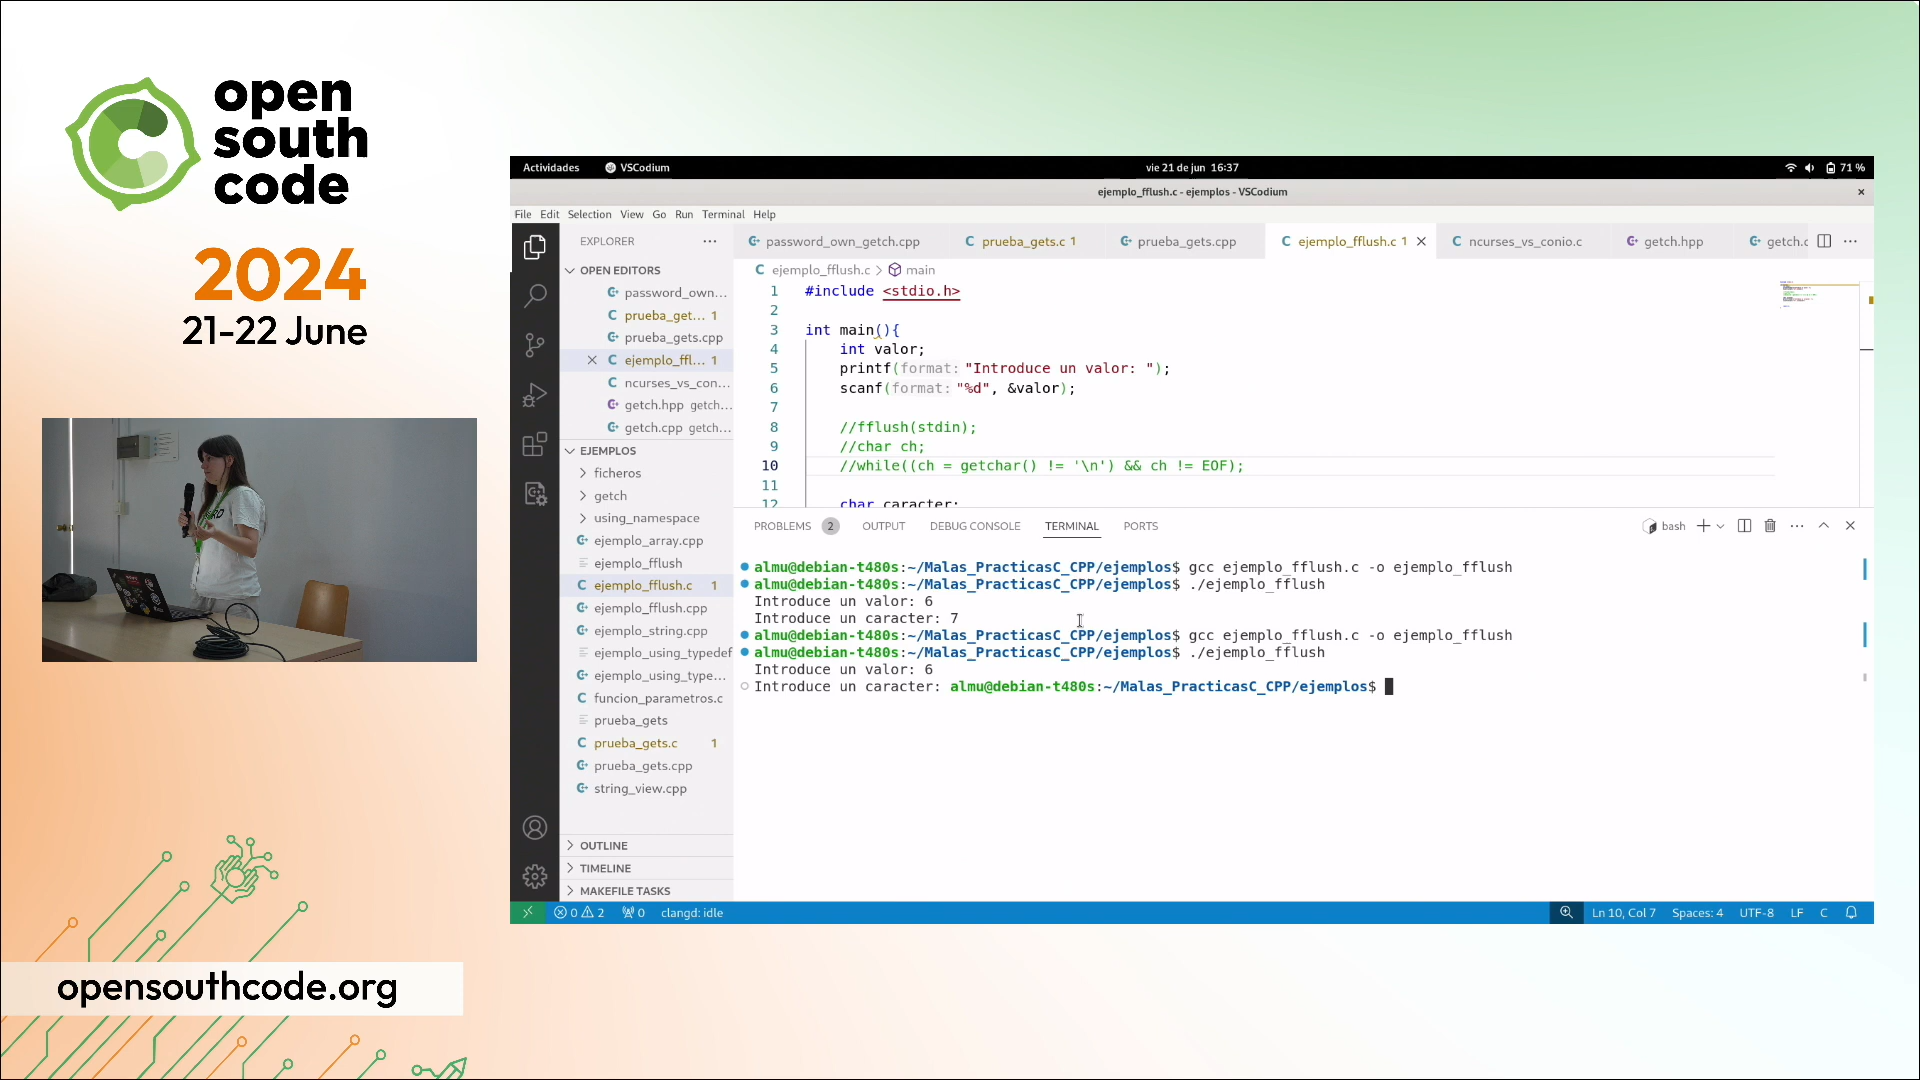 open
south
code
2024
21-22 June
opensouthcode.org
Actividades
VSCodium
vie 21 de jun 16:37
71 %
ejemplo_fflush.c - ejemplos - VSCodium
File Edit Selection View Go Run Terminal Help
EXPLORER
OPEN EDITORS
password_own...
prueba_get... 1
prueba_gets.cpp
ejemplo_ffl... 1
ncurses_vs_con...
getch.hpp getch...
getch.cpp getch...
EJEMPLOS
ficheros
getch
using_namespace
ejemplo_array.cpp
ejemplo_fflush
ejemplo_fflush.c 1
ejemplo_fflush.cpp
ejemplo_string.cpp
ejemplo_using_typedef
ejemplo_using_type...
funcion_parametros.c
prueba_gets
prueba_gets.c 1
prueba_gets.cpp
string_view.cpp
OUTLINE
TIMELINE
MAKEFILE TASKS
password_own_getch.cpp
prueba_gets.c 1
prueba_gets.cpp
ejemplo_fflush.c 1
ncurses_vs_conio.c
getch.hpp
getch.c
ejemplo_fflush.c > main
1 #include <stdio.h>
2
3 int main(){
4 int valor;
5 printf(format: "Introduce un valor: ");
6 scanf(format: "%d", &valor);
7
8 //fflush(stdin);
9 //char ch;
10 //while((ch = getchar() != '\n') && ch != EOF);
11
12 char caracter;
PROBLEMS 2 OUTPUT DEBUG CONSOLE TERMINAL PORTS
bash
almu@debian-t480s:~/Malas_PracticasC_CPP/ejemplos$ gcc ejemplo_fflush.c -o ejemplo_fflush
almu@debian-t480s:~/Malas_PracticasC_CPP/ejemplos$ ./ejemplo_fflush
Introduce un valor: 6
Introduce un caracter: 7
almu@debian-t480s:~/Malas_PracticasC_CPP/ejemplos$ gcc ejemplo_fflush.c -o ejemplo_fflush
almu@debian-t480s:~/Malas_PracticasC_CPP/ejemplos$ ./ejemplo_fflush
Introduce un valor: 6
Introduce un caracter: almu@debian-t480s:~/Malas_PracticasC_CPP/ejemplos$
0 2 0 clangd: idle
Ln 10, Col 7 Spaces: 4 UTF-8 LF C